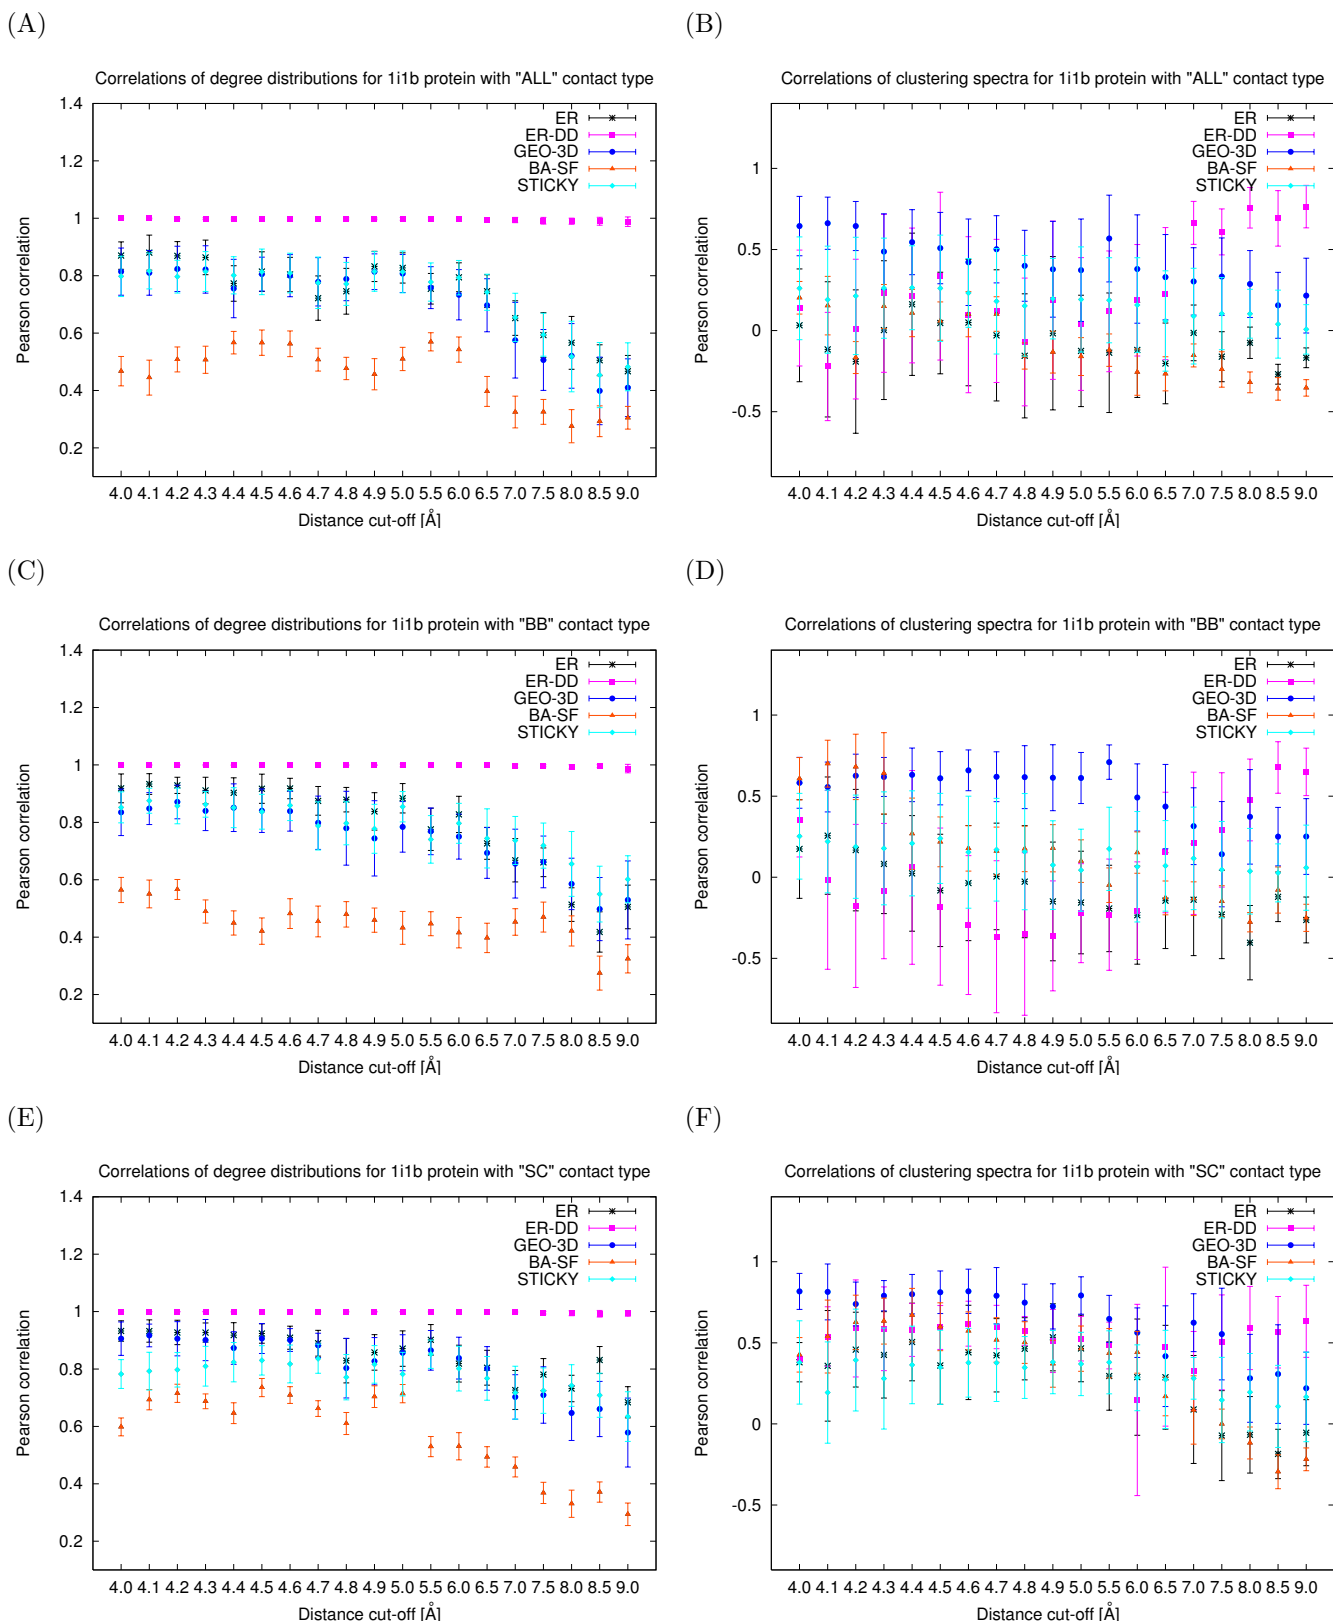 (A)
Correlations of degree distributions for 1i1b protein with "ALL" contact type
Pearson correlation
1.4
1.2
1
0.8
0.6
0.4
0.2
ER
ER-DD
GEO-3D
BA-SF
STICKY
4.0 4.1 4.2 4.3 4.4 4.5 4.6 4.7 4.8 4.9 5.0 5.5 6.0 6.5 7.0 7.5 8.0 8.5 9.0
Distance cut-off [Å]
(B)
Correlations of clustering spectra for 1i1b protein with "ALL" contact type
Pearson correlation
1
0.5
0
-0.5
ER
ER-DD
GEO-3D
BA-SF
STICKY
4.0 4.1 4.2 4.3 4.4 4.5 4.6 4.7 4.8 4.9 5.0 5.5 6.0 6.5 7.0 7.5 8.0 8.5 9.0
Distance cut-off [Å]
(C)
Correlations of degree distributions for 1i1b protein with "BB" contact type
Pearson correlation
1.4
1.2
1
0.8
0.6
0.4
0.2
ER
ER-DD
GEO-3D
BA-SF
STICKY
4.0 4.1 4.2 4.3 4.4 4.5 4.6 4.7 4.8 4.9 5.0 5.5 6.0 6.5 7.0 7.5 8.0 8.5 9.0
Distance cut-off [Å]
(D)
Correlations of clustering spectra for 1i1b protein with "BB" contact type
Pearson correlation
1
0.5
0
-0.5
ER
ER-DD
GEO-3D
BA-SF
STICKY
4.0 4.1 4.2 4.3 4.4 4.5 4.6 4.7 4.8 4.9 5.0 5.5 6.0 6.5 7.0 7.5 8.0 8.5 9.0
Distance cut-off [Å]
(E)
Correlations of degree distributions for 1i1b protein with "SC" contact type
Pearson correlation
1.4
1.2
1
0.8
0.6
0.4
0.2
ER
ER-DD
GEO-3D
BA-SF
STICKY
4.0 4.1 4.2 4.3 4.4 4.5 4.6 4.7 4.8 4.9 5.0 5.5 6.0 6.5 7.0 7.5 8.0 8.5 9.0
Distance cut-off [Å]
(F)
Correlations of clustering spectra for 1i1b protein with "SC" contact type
Pearson correlation
1
0.5
0
-0.5
ER
ER-DD
GEO-3D
BA-SF
STICKY
4.0 4.1 4.2 4.3 4.4 4.5 4.6 4.7 4.8 4.9 5.0 5.5 6.0 6.5 7.0 7.5 8.0 8.5 9.0
Distance cut-off [Å]